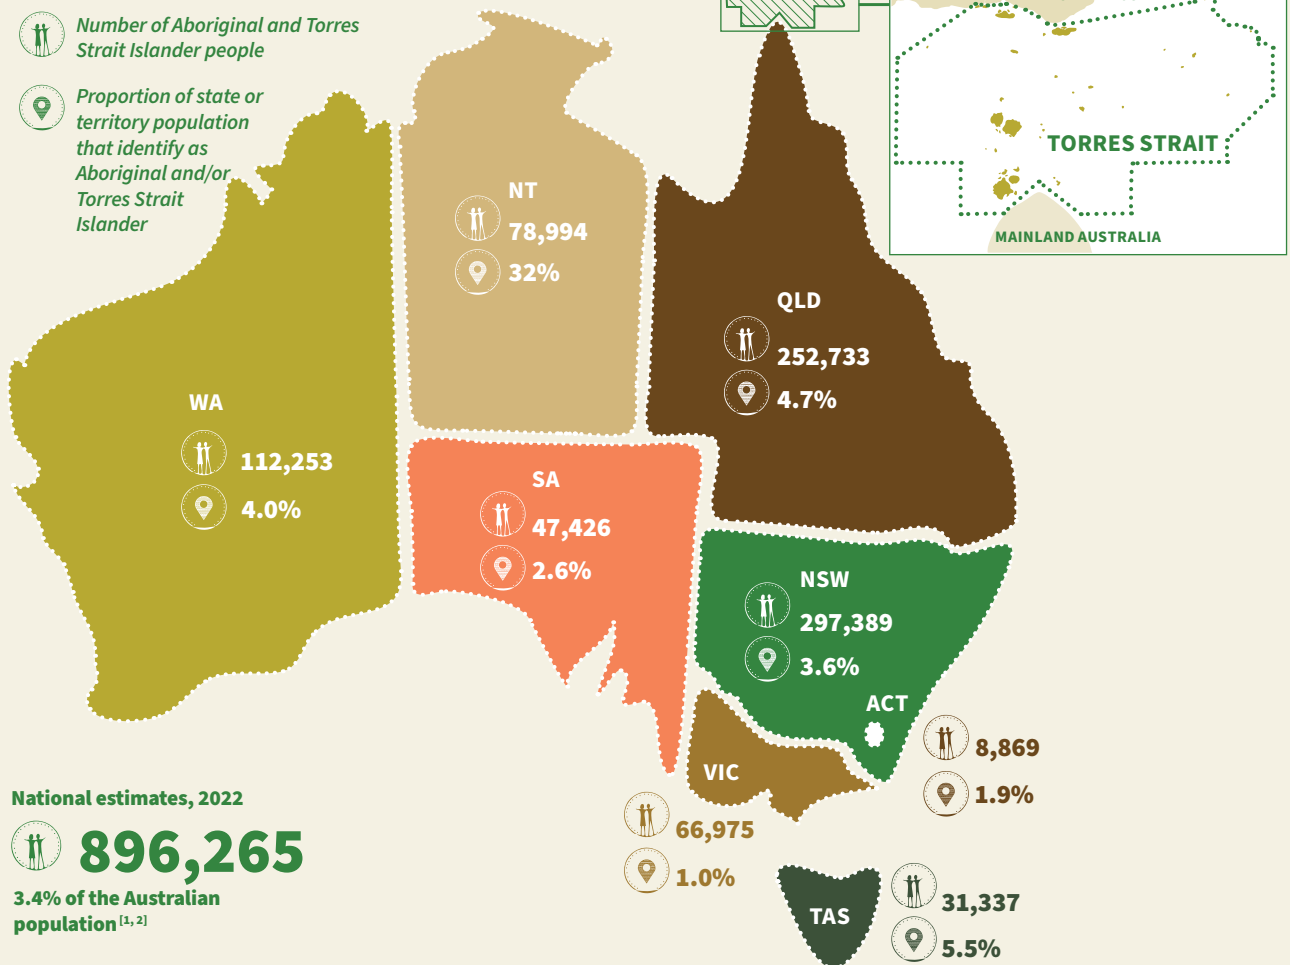 Number of Aboriginal and Torres
Strait Islander people
Proportion of state or
territory population
that identify as
Aboriginal and/or
Torres Strait
Islander
TORRES STRAIT
MAINLAND AUSTRALIA
NT
78,994
32%
QLD
252,733
4.7%
WA
112,253
4.0%
SA
47,426
2.6%
NSW
297,389
3.6%
ACT
8,869
1.9%
VIC
66,975
1.0%
TAS
31,337
5.5%
National estimates, 2022
896,265
3.4% of the Australian
population [1, 2]